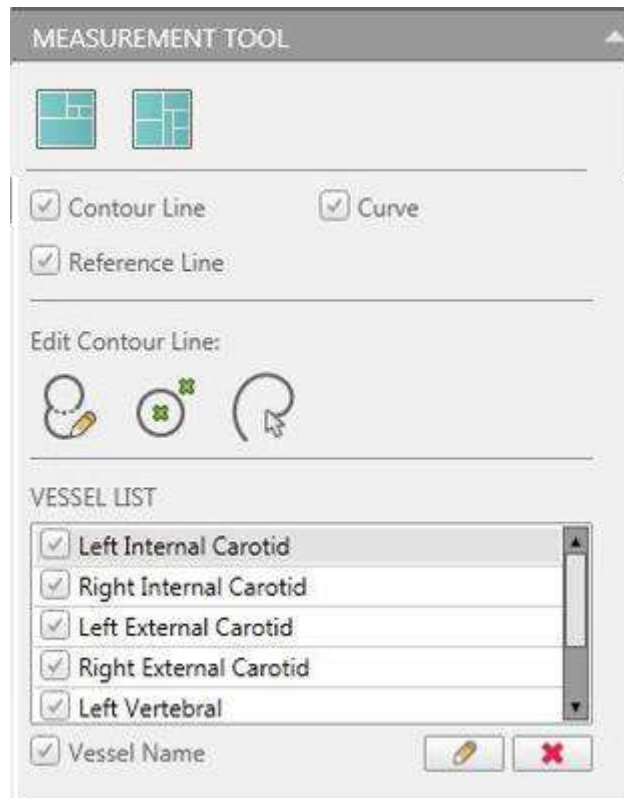 MEASUREMENT TOOL
Contour Line Curve
Reference Line
Edit Contour Line:
VESSEL LIST
Left Internal Carotid
Right Internal Carotid
Left External Carotid
Right External Carotid
Left Vertebral
Vessel Name